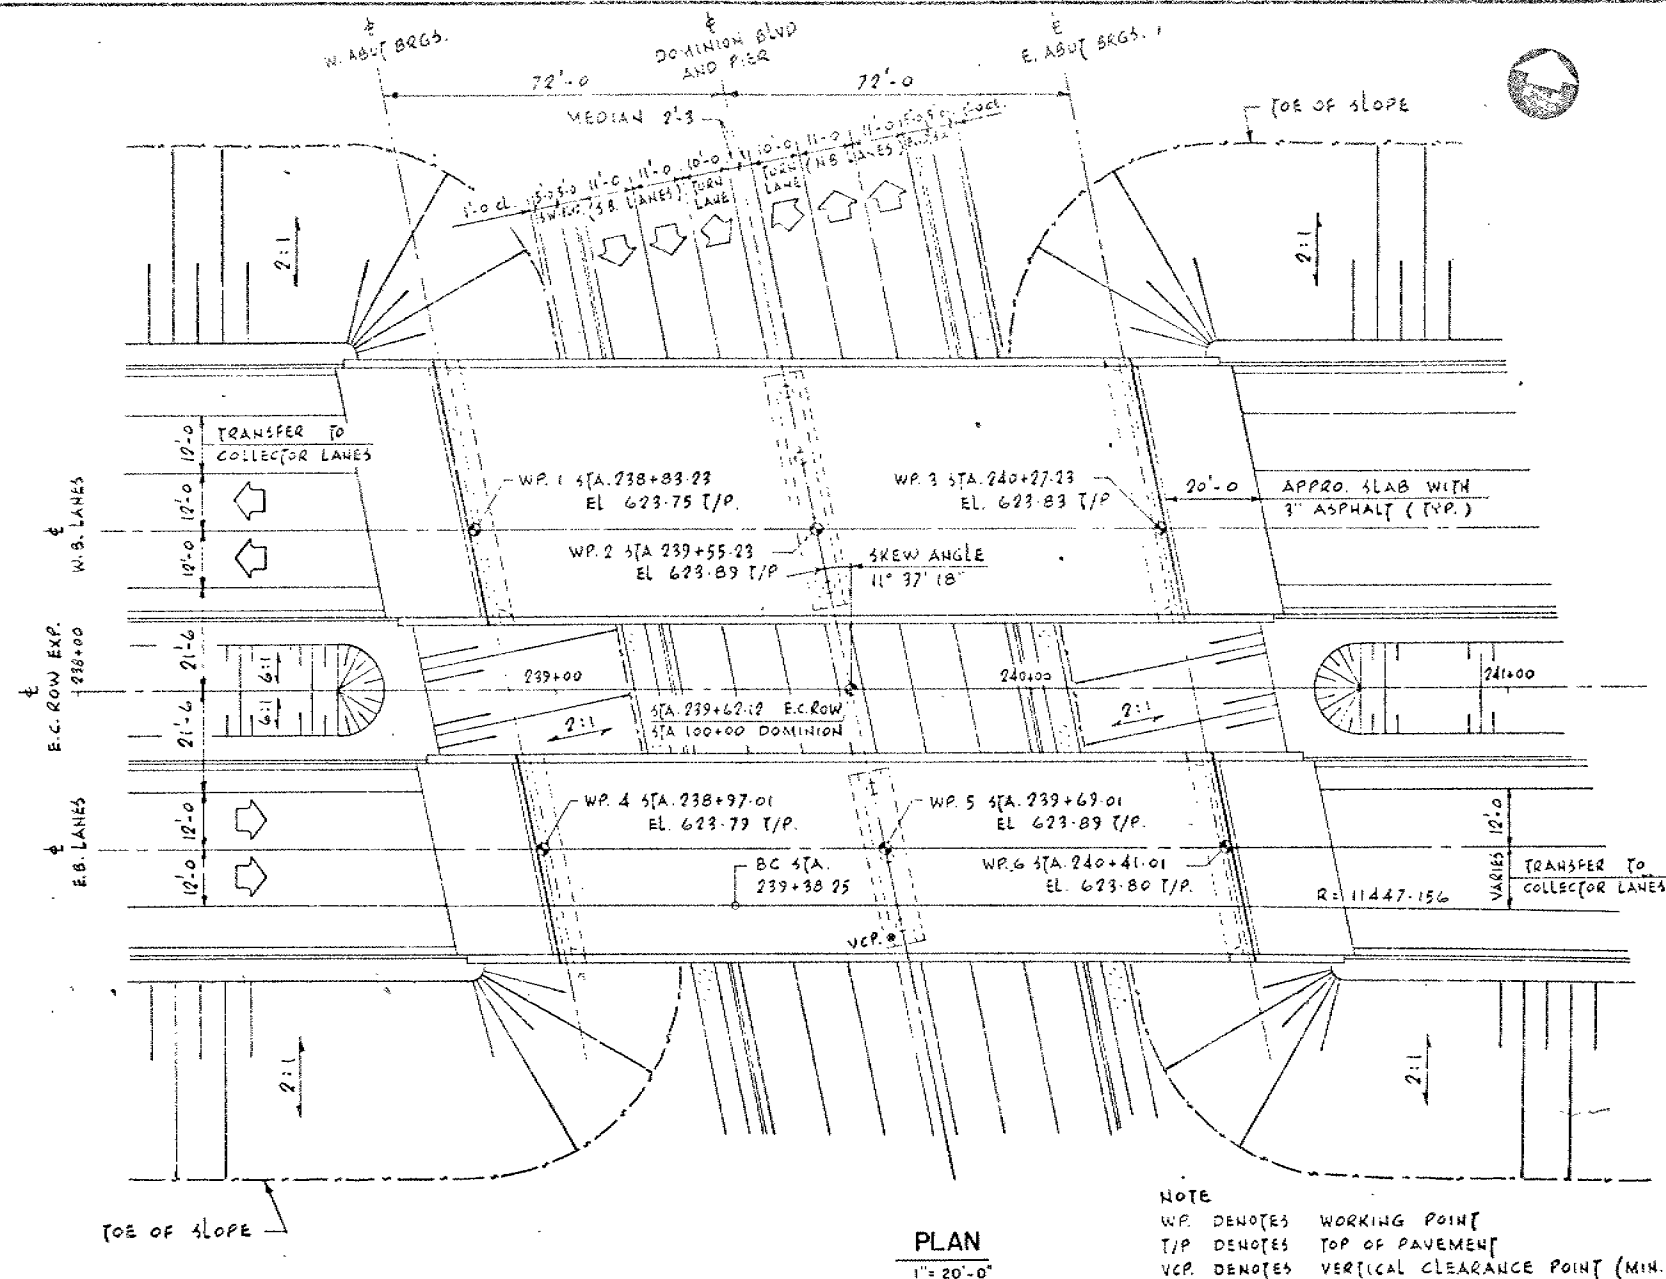 ℄
W. ABUT BRGS.
℄
DOMINION BLVD
AND PIER
E. ABUT BRGS.
72'-0
72'-0
MEDIAN 2'-3
TOE OF SLOPE
1'-0 CL.
5'-0
11'-0
11'-0
10'-0
10'-0
11'-0
11'-0
(S.B. LANES)
TURN
LANE
TURN
LANE
(N.B. LANES)
2:1
2:1
12'-0
TRANSFER TO
COLLECTOR LANES
℄
W.B. LANES
12'-0
12'-0
WP. 1 STA. 238+83.23
EL 623.75 T/P.
WP. 3 STA. 240+27.23
EL. 623.83 T/P
20'-0
APPRO. SLAB WITH
3" ASPHALT (TYP.)
WP. 2 STA 239+55.23
EL 623.89 T/P
SKEW ANGLE
11° 37' 18"
℄
E.C. ROW EXP.
238+00
21'-6
21'-6
6:1
6:1
239+00
240+00
241+00
2:1
STA. 239+62.12 E.C. ROW
STA 100+00 DOMINION
2:1
℄
E.B. LANES
12'-0
12'-0
WP. 4 STA. 238+97.01
EL. 623.79 T/P.
WP. 5 STA. 239+69.01
EL 623.89 T/P.
BC STA.
239+38.25
WP. 6 STA. 240+41.01
EL. 623.80 T/P.
12'-0
VARIES
TRANSFER TO
COLLECTOR LANES
R= 11447.156
VCP.
2:1
2:1
TOE OF SLOPE
PLAN
1" = 20'-0"
NOTE
WP. DENOTES WORKING POINT
T/P DENOTES TOP OF PAVEMENT
VCP. DENOTES VERTICAL CLEARANCE POINT (MIN.